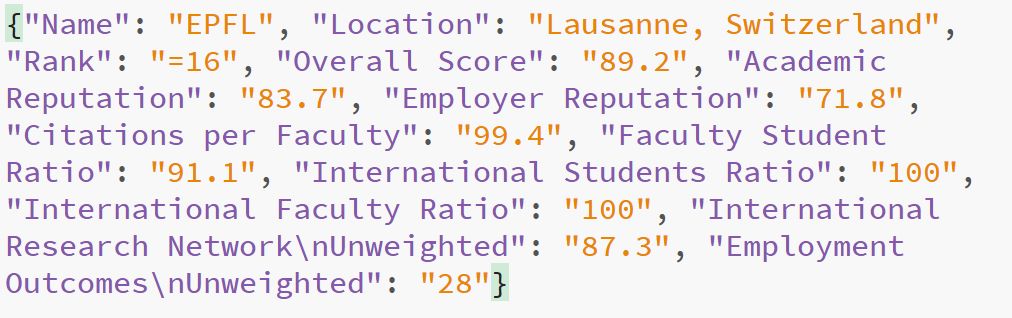 {"Name": "EPFL", "Location": "Lausanne, Switzerland",
"Rank": "=16", "Overall Score": "89.2", "Academic
Reputation": "83.7", "Employer Reputation": "71.8",
"Citations per Faculty": "99.4", "Faculty Student
Ratio": "91.1", "International Students Ratio": "100",
"International Faculty Ratio": "100", "International
Research Network\nUnweighted": "87.3", "Employment
Outcomes\nUnweighted": "28"}